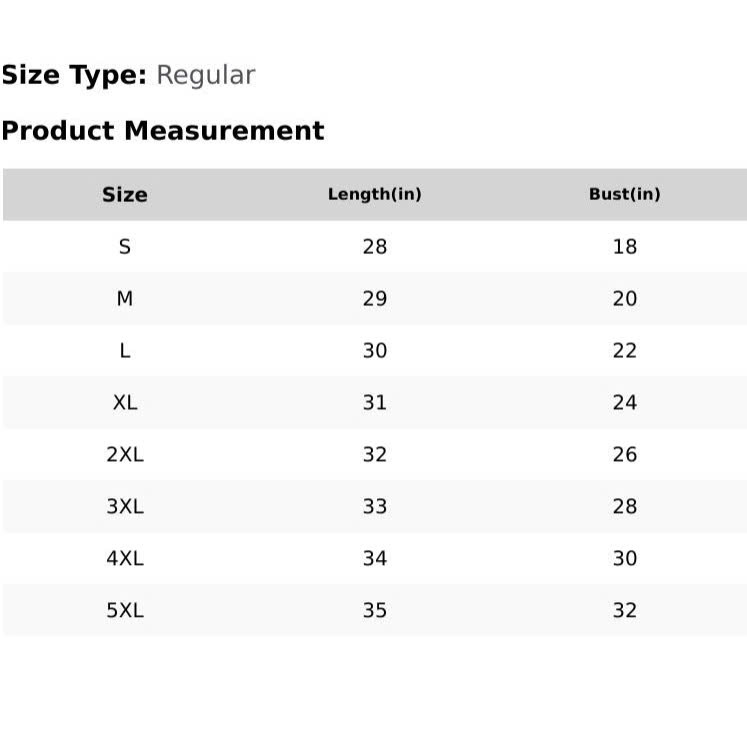 Size Type: Regular
Product Measurement
Size Length(in) Bust(in)
S 28 18
M 29 20
L 30 22
XL 31 24
2XL 32 26
3XL 33 28
4XL 34 30
5XL 35 32